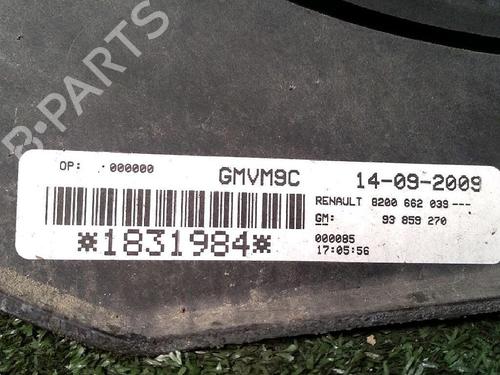 B-PARTS
OP: · 000000 GMVM9C 14-09-2009
RENAULT 8200 662 039 ---
GM: 93 859 270
*1831984*
000085
17:05:56